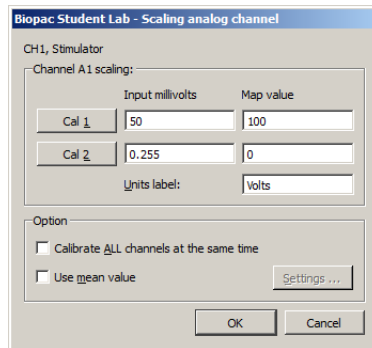 Biopac Student Lab - Scaling analog channel
CH1, Stimulator
Channel A1 scaling:
Input millivolts Map value
Cal 1 50 100
Cal 2 0.255 0
Units label: Volts
Option
Calibrate ALL channels at the same time
Use mean value Settings ...
OK Cancel